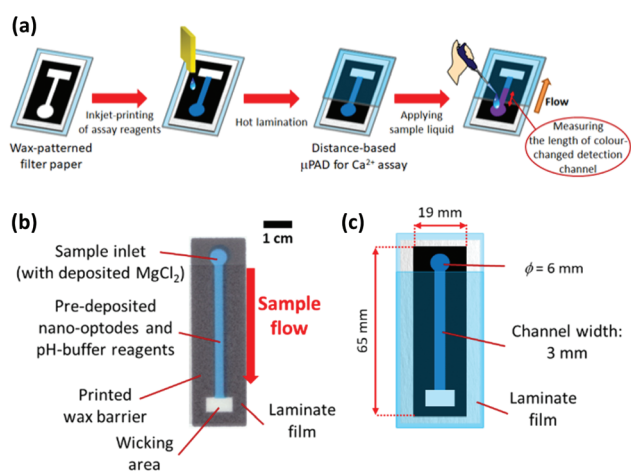 (a)
Wax-patterned
filter paper
Inkjet-printing
of assay reagents
Hot lamination
Distance-based
μPAD for Ca²⁺ assay
Applying
sample liquid
Flow
Measuring
the length of colour-
changed detection
channel
(b)
1 cm
Sample inlet
(with deposited MgCl₂)
Pre-deposited
nano-optodes and
pH-buffer reagents
Sample
flow
Printed
wax barrier
Wicking
area
Laminate
film
(c)
19 mm
ϕ = 6 mm
65 mm
Channel width:
3 mm
Laminate
film